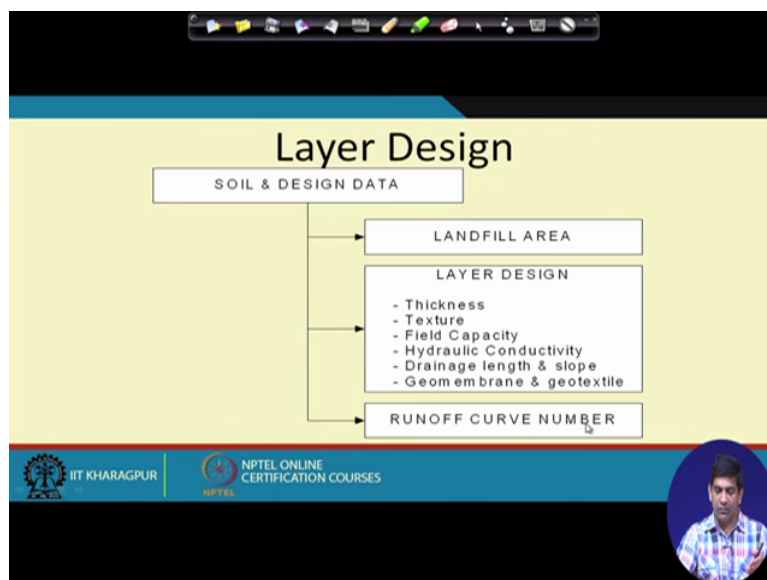 Layer Design
SOIL & DESIGN DATA
LANDFILL AREA
LAYER DESIGN
- Thickness
- Texture
- Field Capacity
- Hydraulic Conductivity
- Drainage length & slope
- Geomembrane & geotextile
RUNOFF CURVE NUMBER
IIT KHARAGPUR
NPTEL ONLINE
CERTIFICATION COURSES
NPTEL